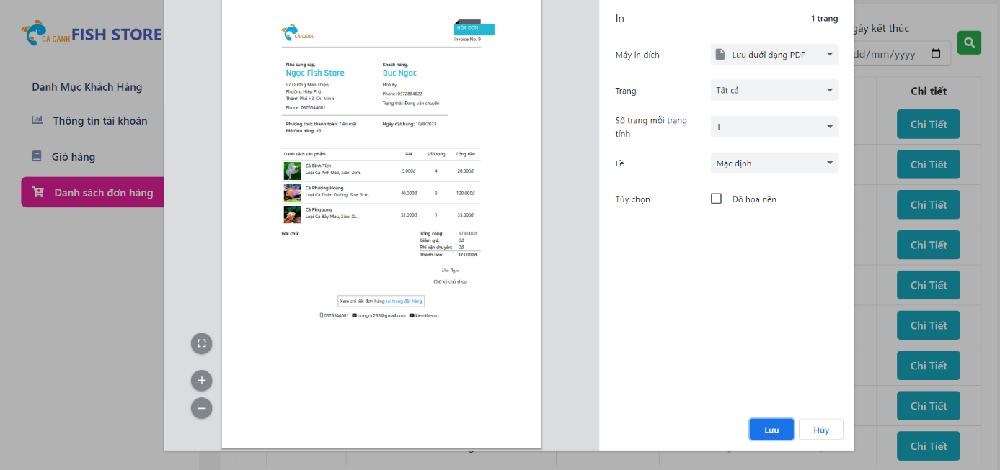 CÁ CẢNH FISH STORE
Danh Mục Khách Hàng
Thông tin tài khoản
Giỏ hàng
Danh sách đơn hàng
CÁ CẢNH
HÓA ĐƠN
Invoice No. 9
Nhà cung cấp,
Ngọc Fish Store
97 Đường Man Thiện,
Phường Hiệp Phú,
Thành Phố Hồ Chí Minh
Phone: 0378544081
Khách hàng,
Duc Ngoc
Hoa Kỳ
Phone: 0372884622
Trạng thái: Đang vận chuyển
Phương thức thanh toán: Tiền mặt
Mã đơn hàng: #9
Ngày đặt hàng: 10/8/2023
Danh sách sản phẩm Giá Số lượng Tổng tiền
Cá Bình Tích
Loại Cá Anh Đào, Size: 2cm.
5.000đ 4 20.000đ
Cá Phượng Hoàng
Loại Cá Thiên Đường, Size: 3cm.
40.000đ 3 120.000đ
Cá Pingpong
Loại Cá Bảy Màu, Size: XL.
33.000đ 1 33.000đ
Ghi chú:
Tổng cộng: 173.000đ
Giảm giá: 0đ
Phí vận chuyển: 0đ
Thành tiền: 173.000đ
Duc Ngoc
Chữ ký chủ shop
Xem chi tiết đơn hàng tại trang đặt hàng
0378544081 dungoc233@gmail.com kiemthecao
In
1 trang
Máy in đích
Lưu dưới dạng PDF
Trang
Tất cả
Số trang mỗi trang
tính
1
Lề
Mặc định
Tùy chọn
Đồ họa nền
Lưu
Hủy
gày kết thúc
dd/mm/yyyy
Chi tiết
Chi Tiết
Chi Tiết
Chi Tiết
Chi Tiết
Chi Tiết
Chi Tiết
Chi Tiết
Chi Tiết
Chi Tiết